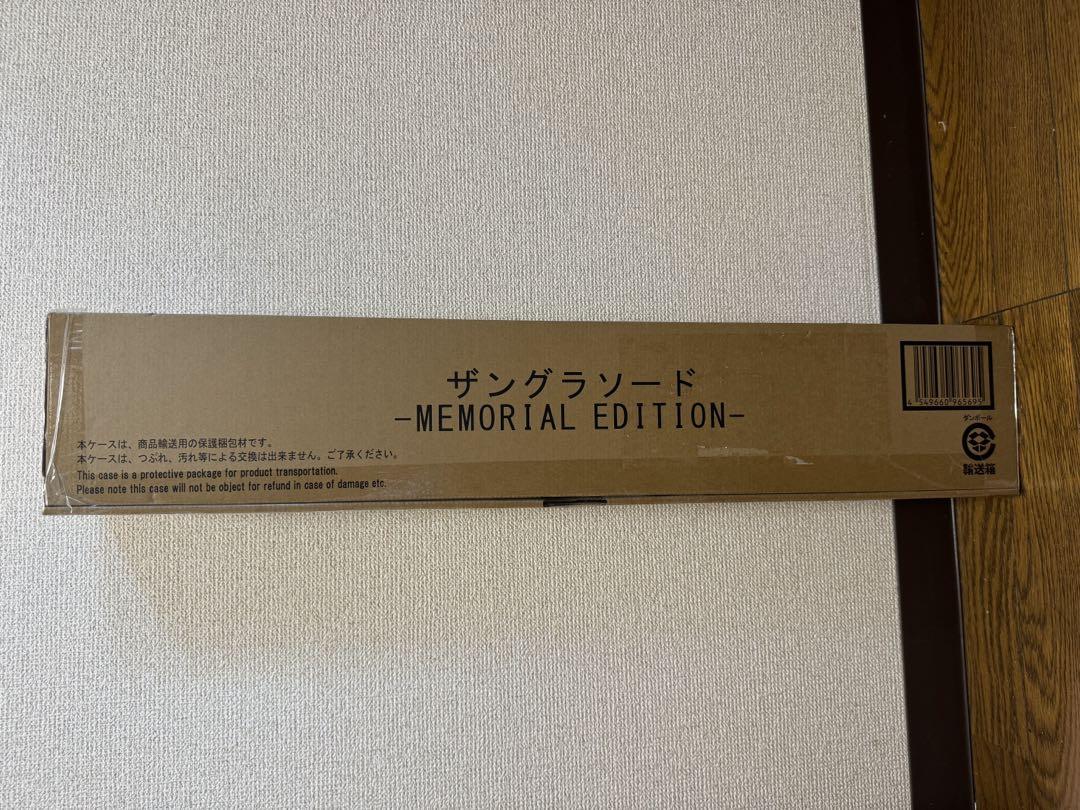 ザングラソード
-MEMORIAL EDITION-
本ケースは、商品輸送用の保護梱包材です。
本ケースは、つぶれ、汚れ等による交換は出来ません。ご了承ください。
This case is a protective package for product transportation.
Please note this case will not be object for refund in case of damage etc.
4 549660 965695
ダンボール
輸送箱